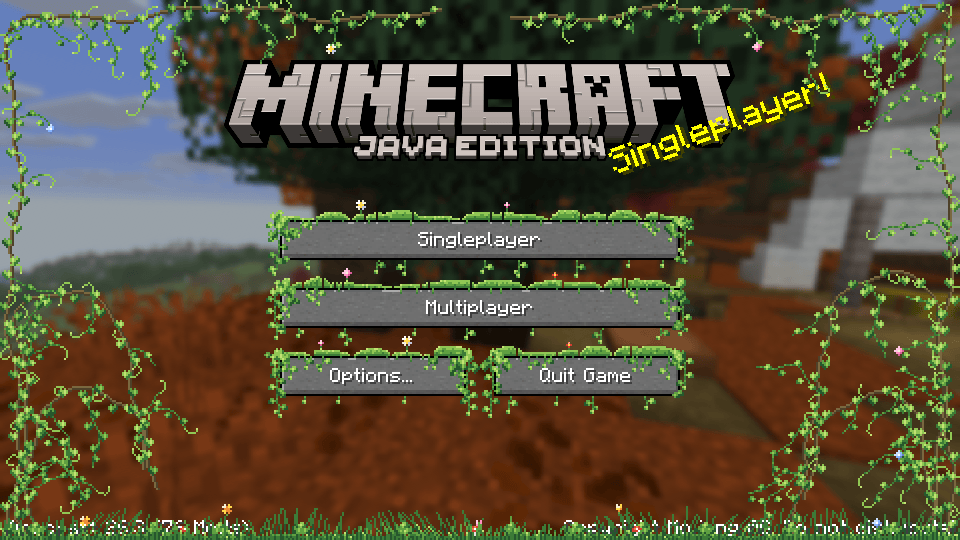 MINECRAFT
JAVA EDITION
Singleplayer!
Singleplayer
Multiplayer
Options...
Quit Game